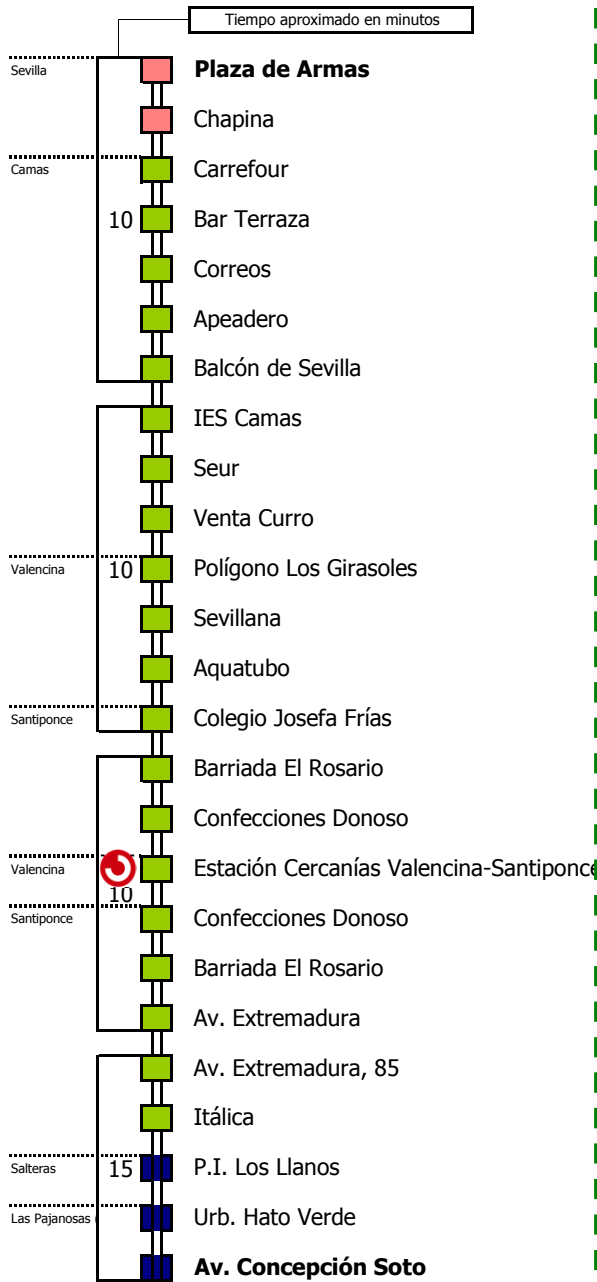 Tiempo aproximado en minutos
Sevilla
Plaza de Armas
Chapina
Camas
Carrefour
10
Bar Terraza
Correos
Apeadero
Balcón de Sevilla
IES Camas
Seur
Venta Curro
Valencina
10
Polígono Los Girasoles
Sevillana
Aquatubo
Santiponce
Colegio Josefa Frías
Barriada El Rosario
Confecciones Donoso
Valencina
Estación Cercanías Valencina-Santiponce
10
Santiponce
Confecciones Donoso
Barriada El Rosario
Av. Extremadura
Av. Extremadura, 85
Itálica
Salteras
15
P.I. Los Llanos
Las Pajanosas (
Urb. Hato Verde
Av. Concepción Soto